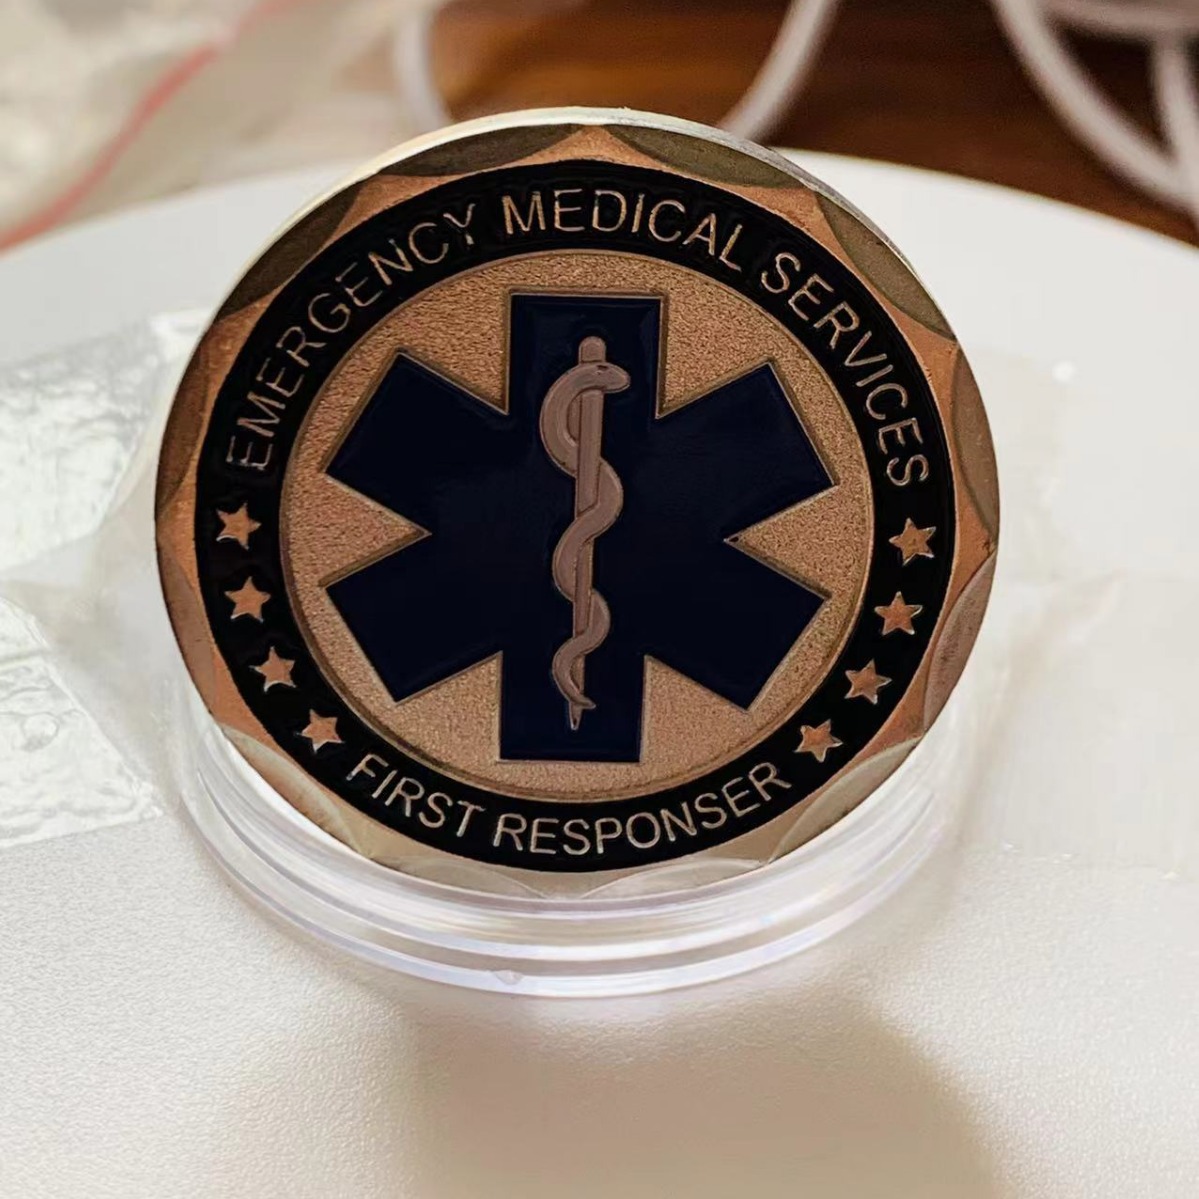 EMERGENCY MEDICAL SERVICES
FIRST RESPONSER